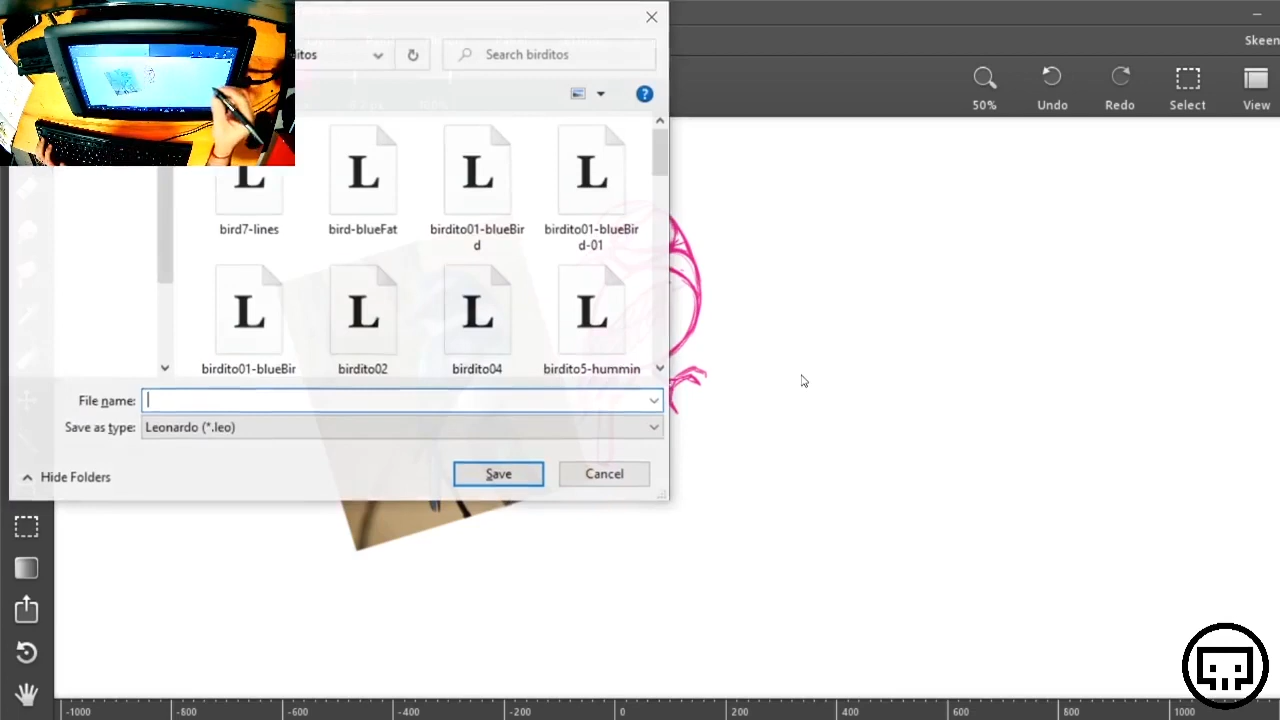 Skeen
ditos
Search birditos
50%
Undo
Redo
Select
View
L
L
L
L
bird7-lines
bird-blueFat
birdito01-blueBir
d
birdito01-blueBir
d-01
L
L
L
L
birdito01-blueBir
birdito02
birdito04
birdito5-hummin
File name:
Save as type:
Leonardo (*.leo)
Hide Folders
Save
Cancel
-1000
-800
-600
-400
-200
0
200
400
600
800
1000